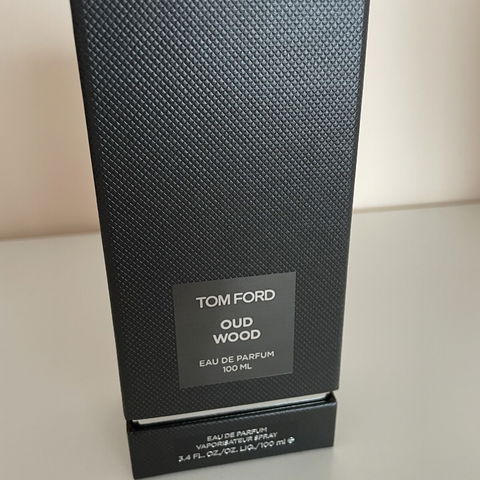 TOM FORD
OUD
WOOD
EAU DE PARFUM
100 ML
EAU DE PARFUM
VAPORISATEUR SPRAY
3.4 FL. OZ./OZ. LIQ./100 ml ℮